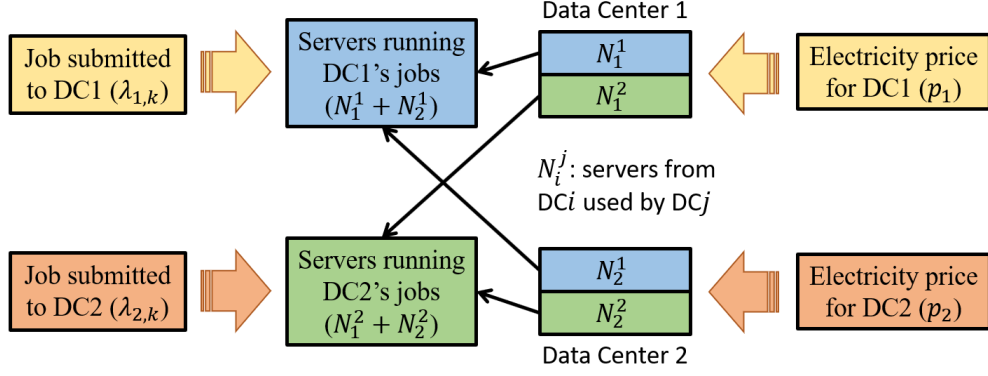 Data Center 1
Job submitted
to DC1 (λ₁,ₖ)
Servers running
DC1's jobs
(N₁¹ + N₂¹)
N₁¹
N₁²
Electricity price
for DC1 (p₁)
Nᵢʲ: servers from
DCi used by DCj
Job submitted
to DC2 (λ₂,ₖ)
Servers running
DC2's jobs
(N₁² + N₂²)
N₂¹
N₂²
Electricity price
for DC2 (p₂)
Data Center 2